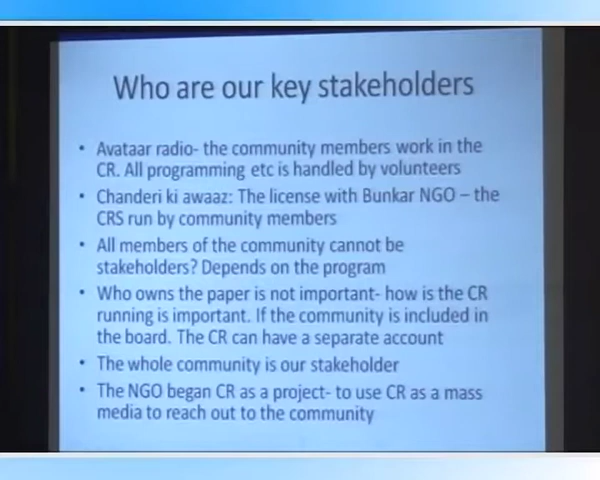 Who are our key stakeholders
• Avataar radio- the community members work in the
CR. All programming etc is handled by volunteers
• Chanderi ki awaaz: The license with Bunkar NGO – the
CRS run by community members
• All members of the community cannot be
stakeholders? Depends on the program
• Who owns the paper is not important- how is the CR
running is important. If the community is included in
the board. The CR can have a separate account
• The whole community is our stakeholder
• The NGO began CR as a project- to use CR as a mass
media to reach out to the community